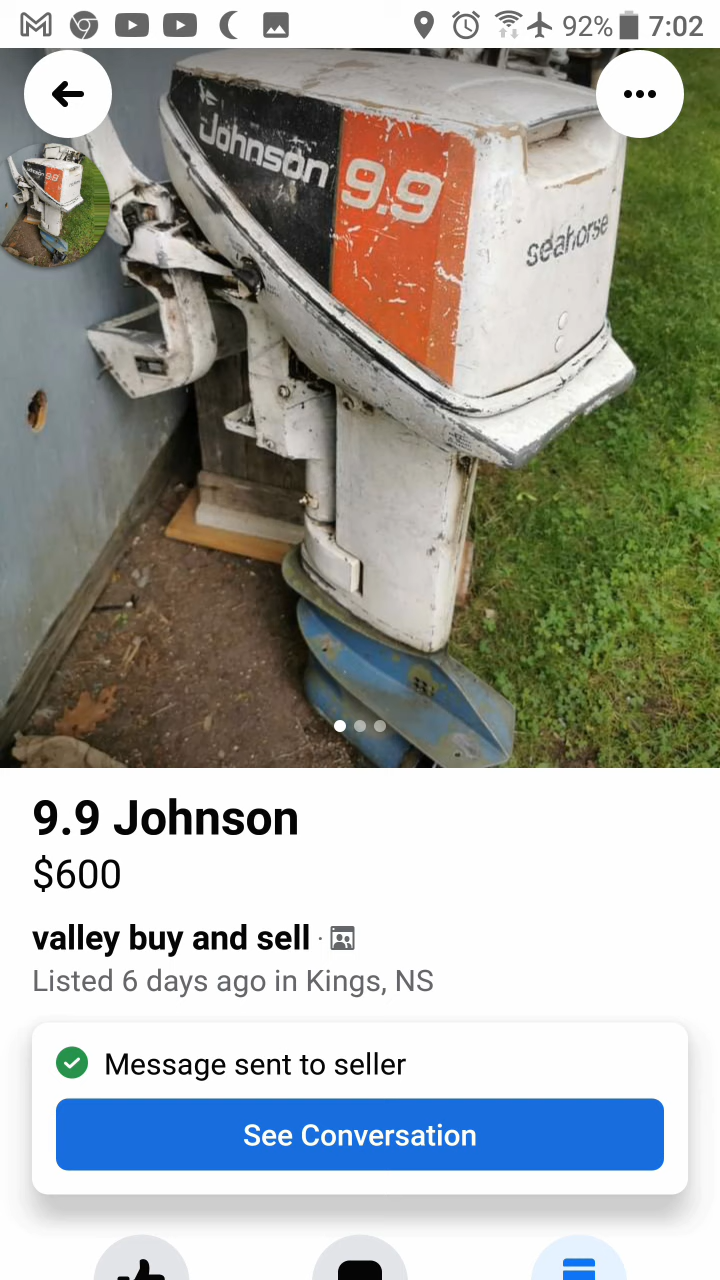 92% 7:02
Johnson 9.9
seahorse
9.9 Johnson
$600
valley buy and sell ·
Listed 6 days ago in Kings, NS
Message sent to seller
See Conversation